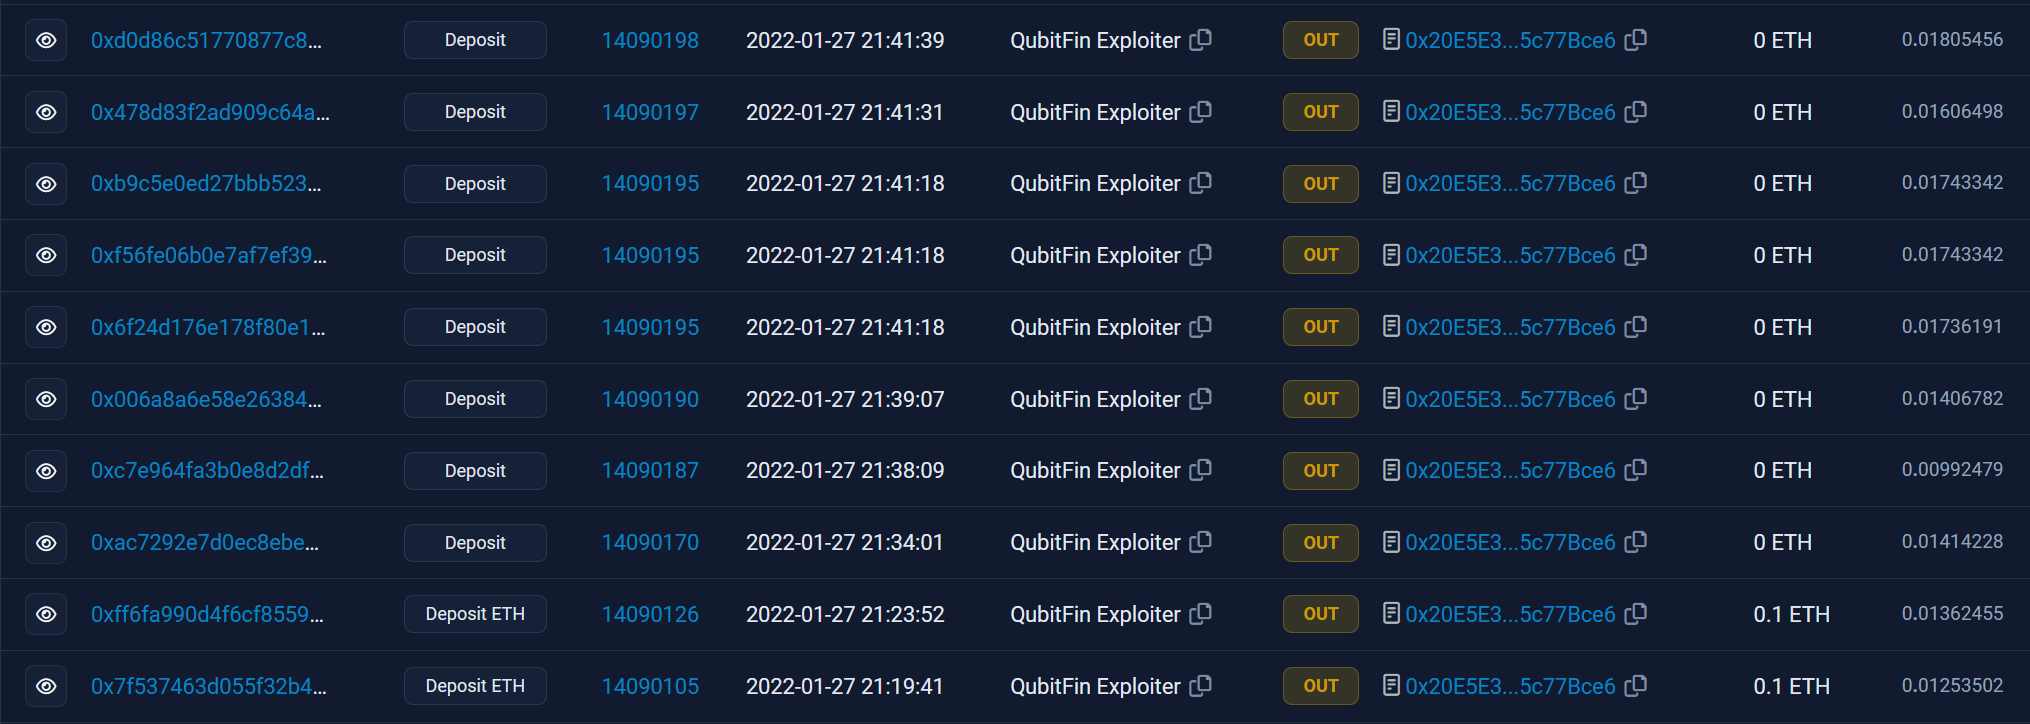 0xd0d86c51770877c8... Deposit 14090198 2022-01-27 21:41:39 QubitFin Exploiter OUT 0x20E5E3...5c77Bce6 0 ETH 0.01805456
0x478d83f2ad909c64a... Deposit 14090197 2022-01-27 21:41:31 QubitFin Exploiter OUT 0x20E5E3...5c77Bce6 0 ETH 0.01606498
0xb9c5e0ed27bbb523... Deposit 14090195 2022-01-27 21:41:18 QubitFin Exploiter OUT 0x20E5E3...5c77Bce6 0 ETH 0.01743342
0xf56fe06b0e7af7ef39... Deposit 14090195 2022-01-27 21:41:18 QubitFin Exploiter OUT 0x20E5E3...5c77Bce6 0 ETH 0.01743342
0x6f24d176e178f80e1... Deposit 14090195 2022-01-27 21:41:18 QubitFin Exploiter OUT 0x20E5E3...5c77Bce6 0 ETH 0.01736191
0x006a8a6e58e26384... Deposit 14090190 2022-01-27 21:39:07 QubitFin Exploiter OUT 0x20E5E3...5c77Bce6 0 ETH 0.01406782
0xc7e964fa3b0e8d2df... Deposit 14090187 2022-01-27 21:38:09 QubitFin Exploiter OUT 0x20E5E3...5c77Bce6 0 ETH 0.00992479
0xac7292e7d0ec8ebe... Deposit 14090170 2022-01-27 21:34:01 QubitFin Exploiter OUT 0x20E5E3...5c77Bce6 0 ETH 0.01414228
0xff6fa990d4f6cf8559... Deposit ETH 14090126 2022-01-27 21:23:52 QubitFin Exploiter OUT 0x20E5E3...5c77Bce6 0.1 ETH 0.01362455
0x7f537463d055f32b4... Deposit ETH 14090105 2022-01-27 21:19:41 QubitFin Exploiter OUT 0x20E5E3...5c77Bce6 0.1 ETH 0.01253502